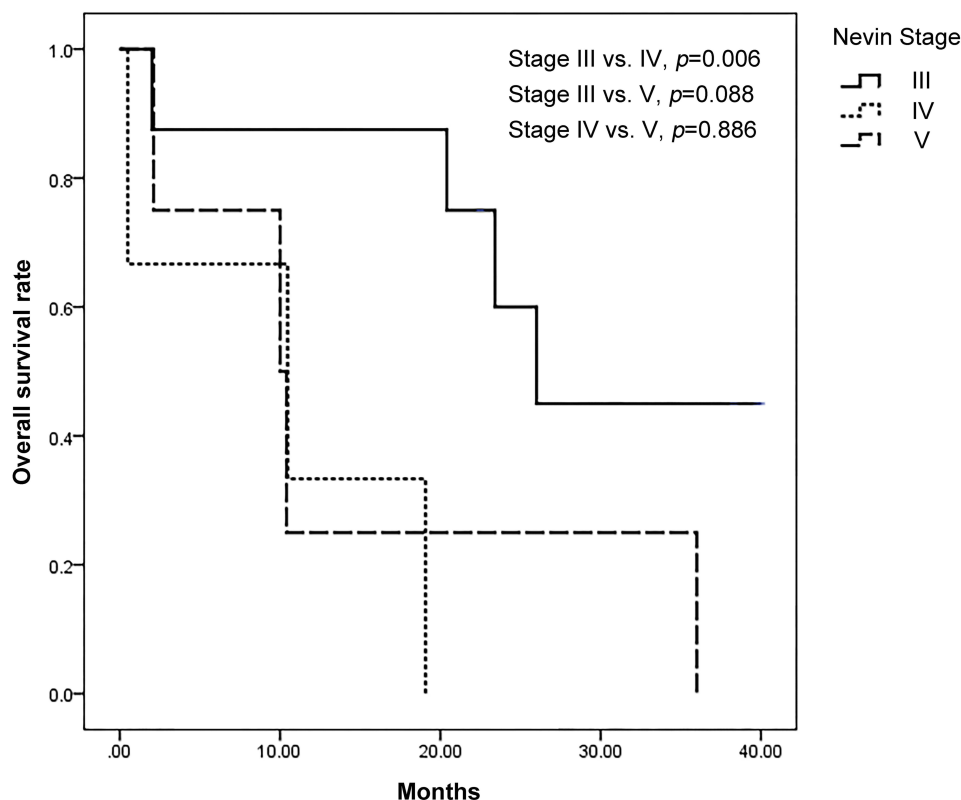 Nevin Stage
III
IV
V
Stage III vs. IV, p=0.006
Stage III vs. V, p=0.088
Stage IV vs. V, p=0.886
Overall survival rate
1.0
0.8
0.6
0.4
0.2
0.0
.00 10.00 20.00 30.00 40.00
Months